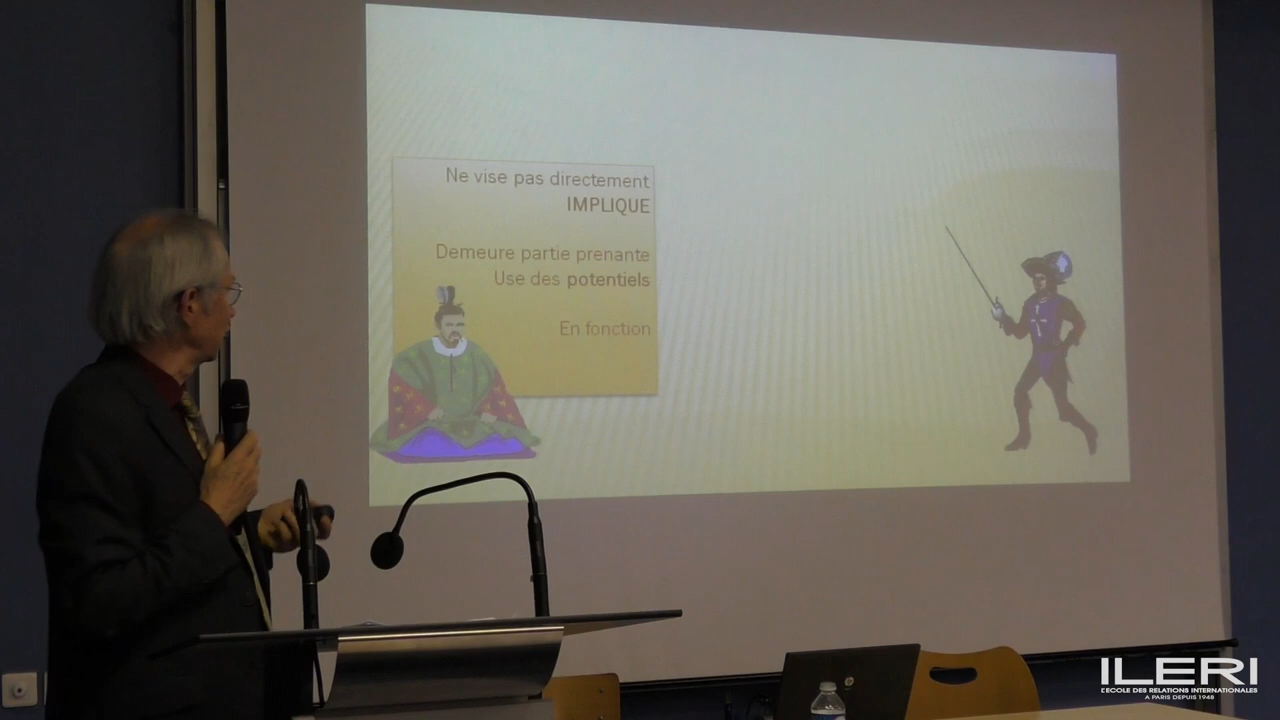 Ne vise pas directement
IMPLIQUE
Demeure partie prenante
Use des potentiels
En fonction
ILERI
L'ECOLE DES RELATIONS INTERNATIONALES
A PARIS DEPUIS 1948